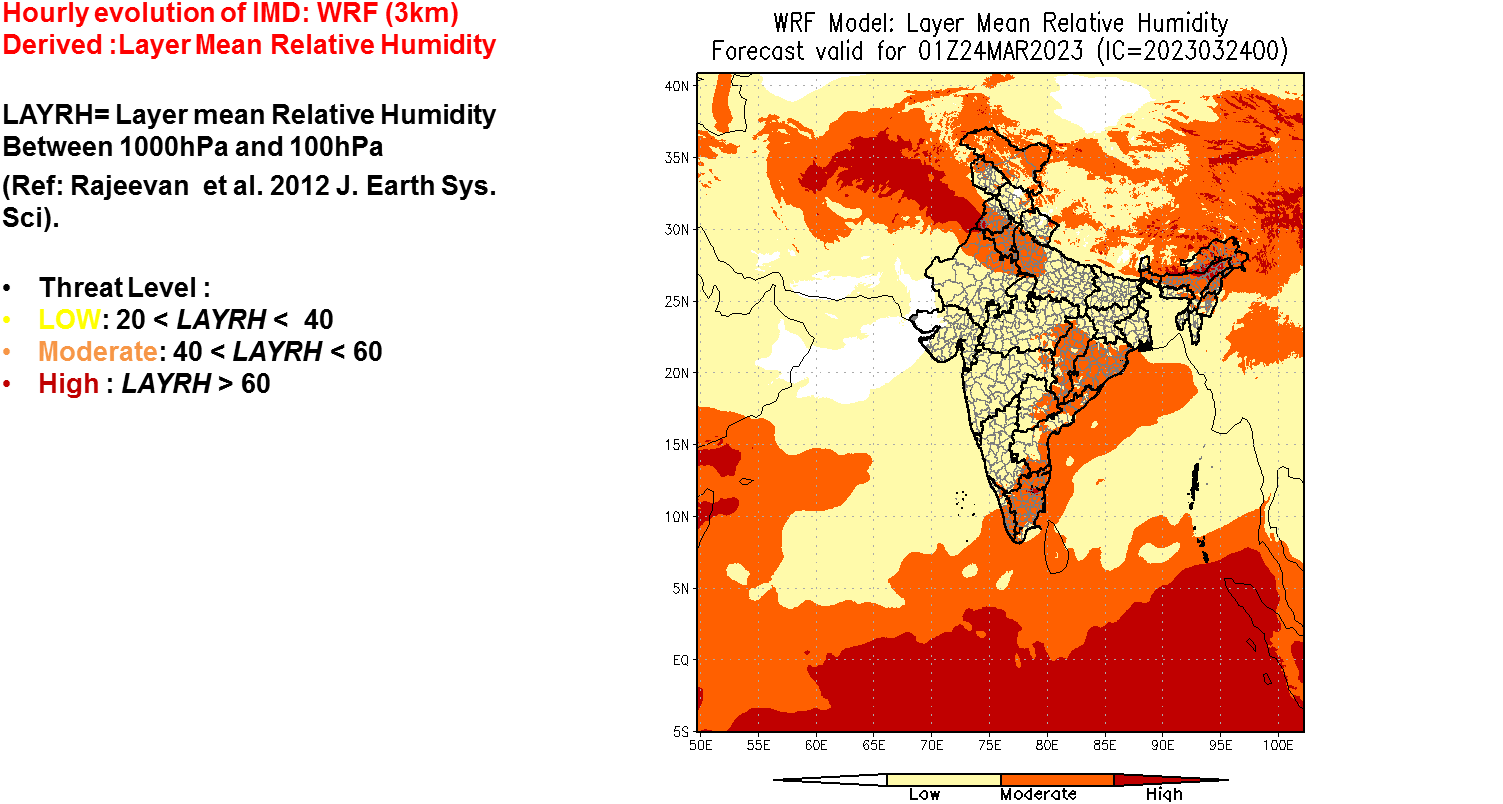 Hourly evolution of IMD: WRF (3km)
Derived :Layer Mean Relative Humidity
LAYRH= Layer mean Relative Humidity
Between 1000hPa and 100hPa
(Ref: Rajeevan et al. 2012 J. Earth Sys.
Sci).
• Threat Level :
• LOW: 20 < LAYRH < 40
• Moderate: 40 < LAYRH < 60
• High : LAYRH > 60
WRF Model: Layer Mean Relative Humidity
Forecast valid for 01Z24MAR2023 (IC=2023032400)
40N
35N
30N
25N
20N
15N
10N
5N
EQ
5S
50E 55E 60E 65E 70E 75E 80E 85E 90E 95E 100E
Low Moderate High